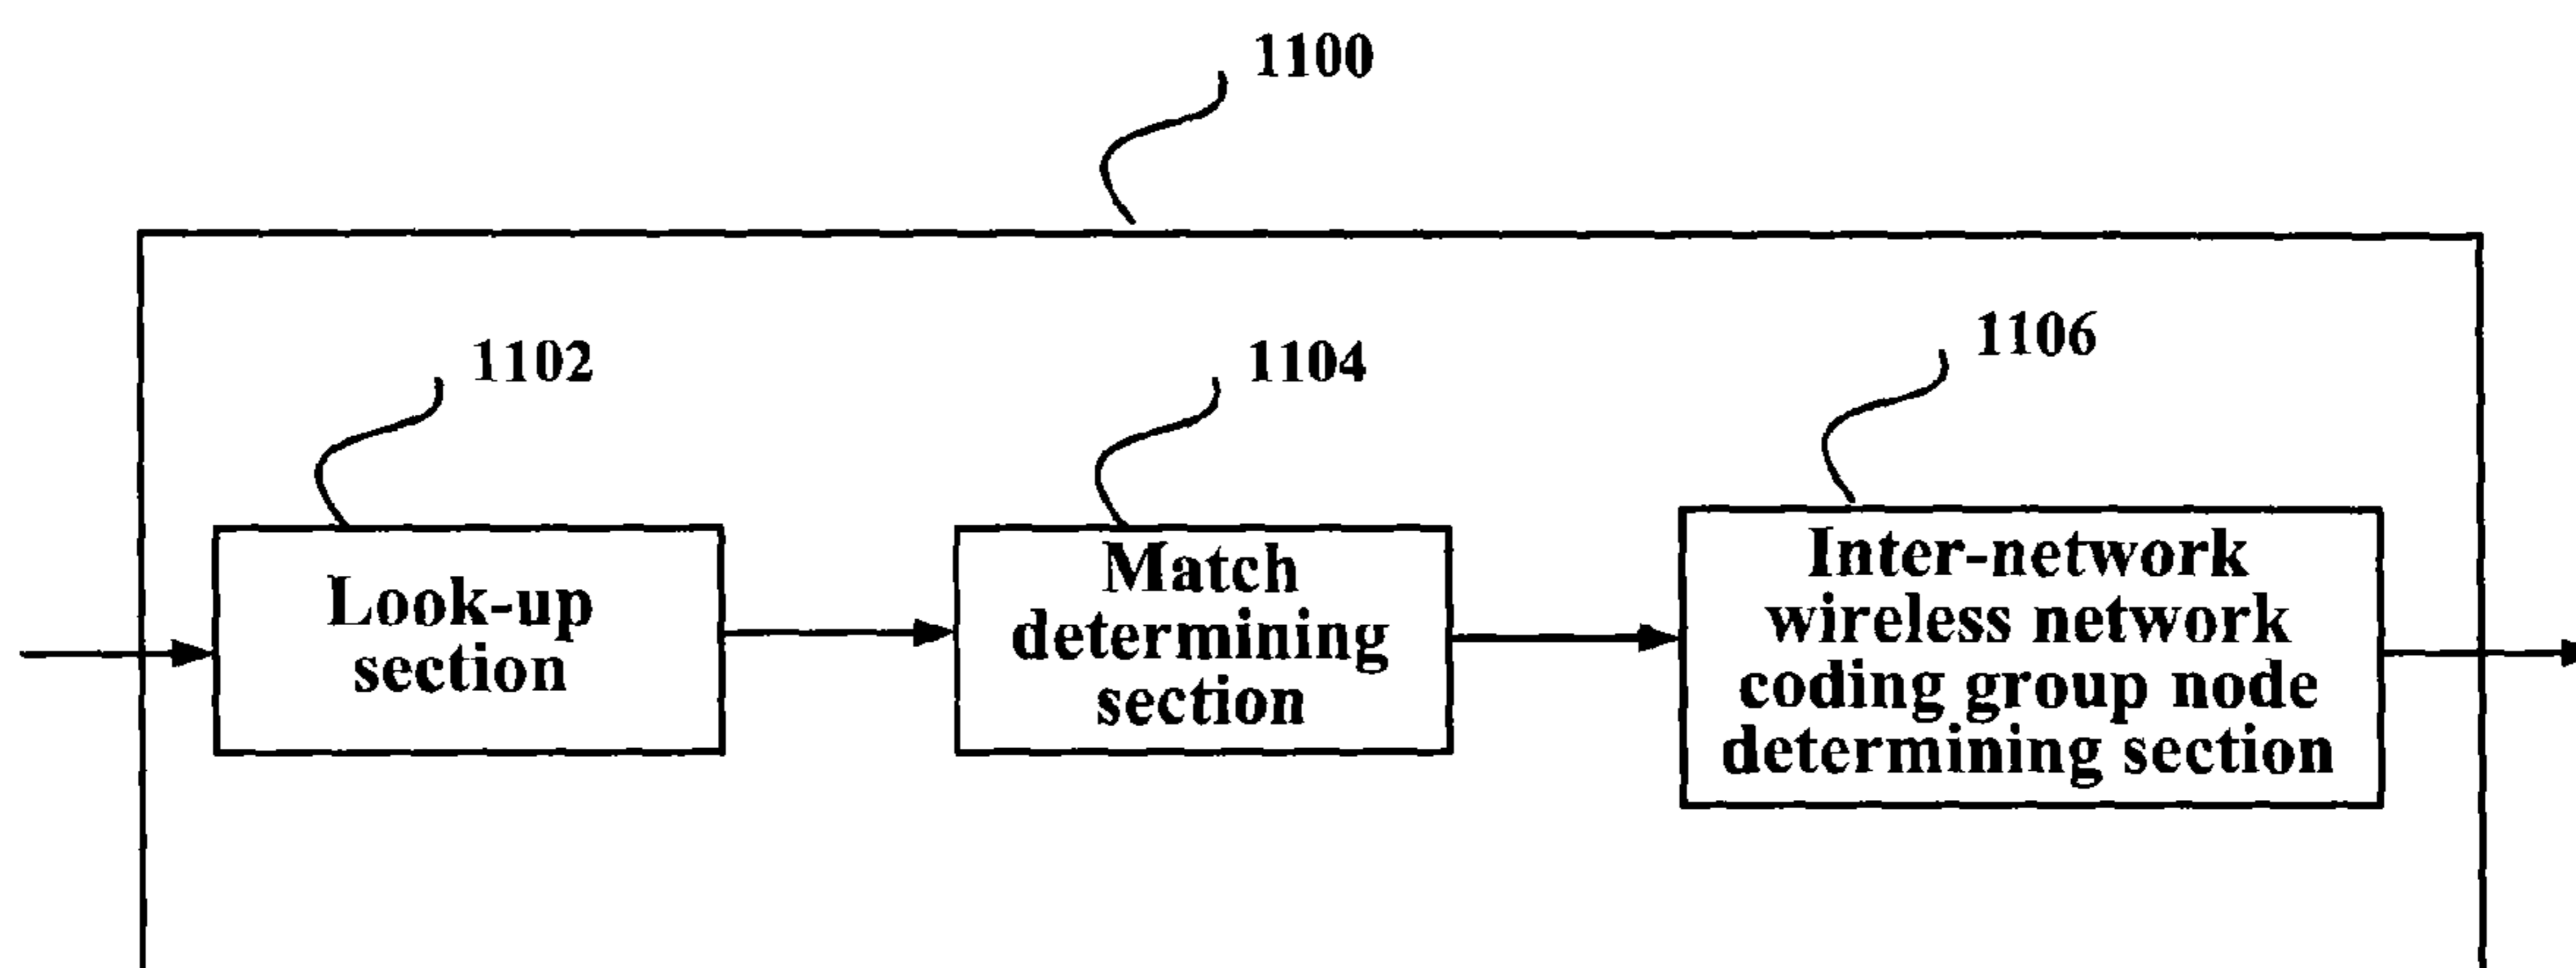 1100
1102
1104
1106
Look-up
section
Match
determining
section
Inter-network
wireless network
coding group node
determining section